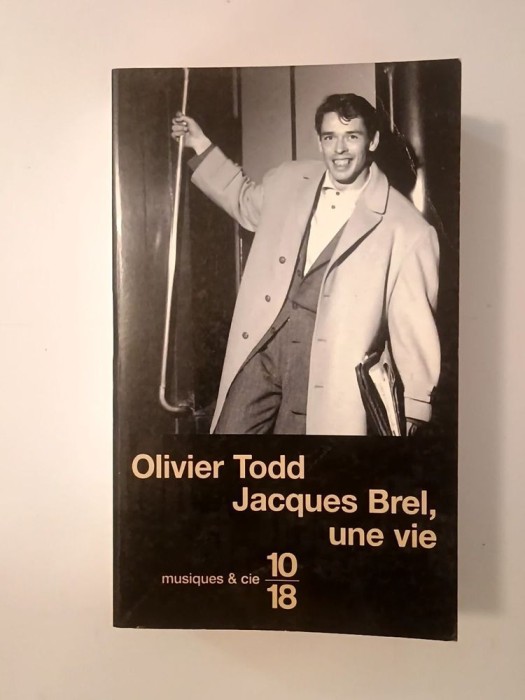 Olivier Todd
Jacques Brel,
une vie
musiques & cie
10
18